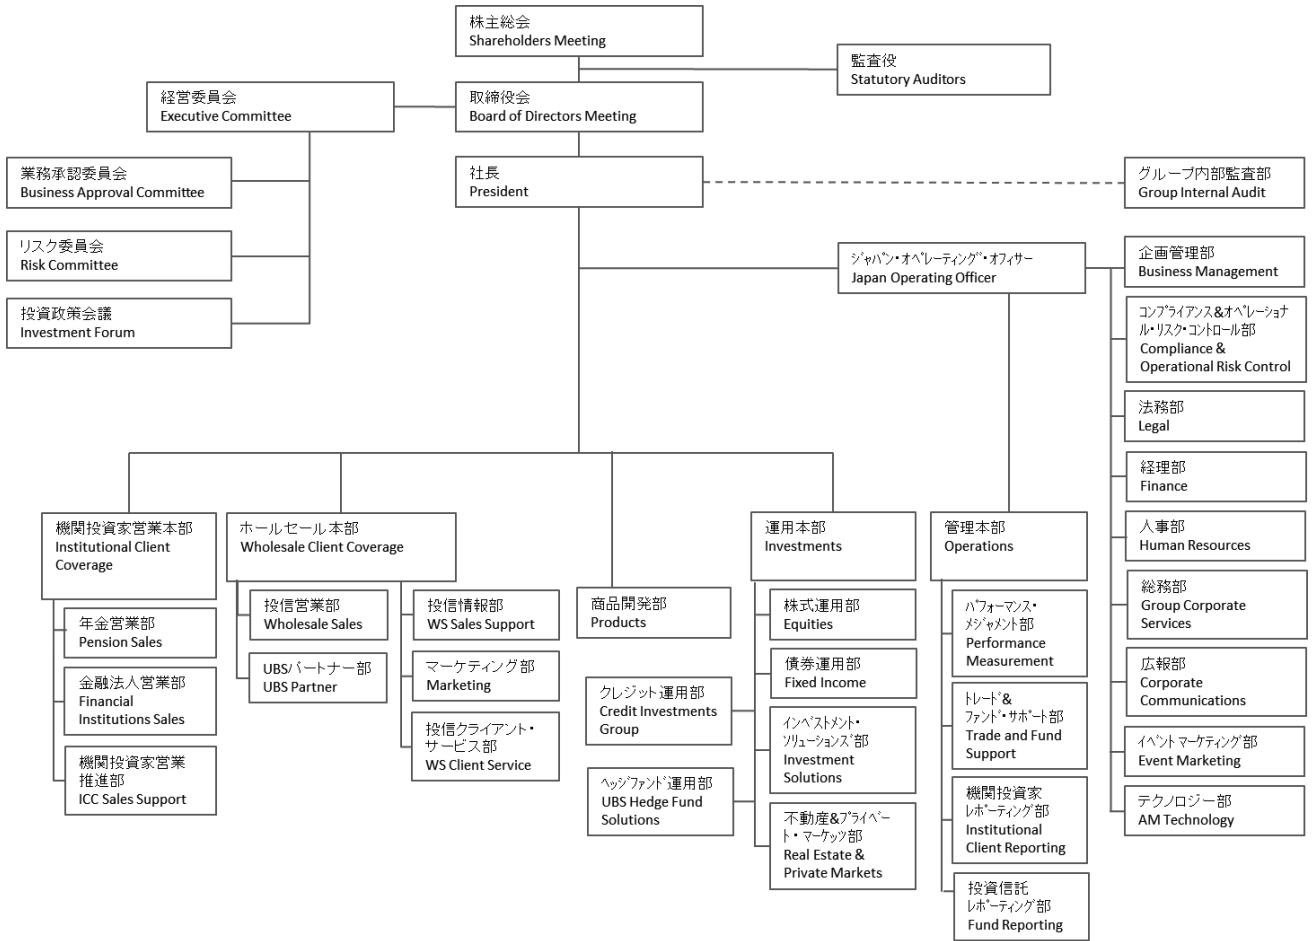 株主総会
Shareholders Meeting
監査役
Statutory Auditors
経営委員会
Executive Committee
取締役会
Board of Directors Meeting
業務承認委員会
Business Approval Committee
社長
President
グループ内部監査部
Group Internal Audit
リスク委員会
Risk Committee
投資政策会議
Investment Forum
ｼﾞｬﾊﾟﾝ・ｵﾍﾟﾚｰﾃｨﾝｸﾞ・ｵﾌｨｻｰ
Japan Operating Officer
企画管理部
Business Management
ｺﾝﾌﾟﾗｲｱﾝｽ&ｵﾍﾟﾚｰｼｮﾅ
ﾙ・ﾘｽｸ・ｺﾝﾄﾛｰﾙ部
Compliance &
Operational Risk Control
法務部
Legal
経理部
Finance
人事部
Human Resources
総務部
Group Corporate
Services
広報部
Corporate
Communications
ｲﾍﾞﾝﾄ ﾏｰｹﾃｨﾝｸﾞ部
Event Marketing
テクノロジー部
AM Technology
機関投資家営業本部
Institutional Client
Coverage
年金営業部
Pension Sales
金融法人営業部
Financial
Institutions Sales
機関投資家営業
推進部
ICC Sales Support
ホールセール本部
Wholesale Client Coverage
投信営業部
Wholesale Sales
UBSパートナー部
UBS Partner
投信情報部
WS Sales Support
マーケティング部
Marketing
投信クライアント・
サービス部
WS Client Service
商品開発部
Products
運用本部
Investments
株式運用部
Equities
債券運用部
Fixed Income
クレジット運用部
Credit Investments
Group
ｲﾝﾍﾞｽﾄﾒﾝﾄ・
ｿﾘｭｰｼｮﾝｽﾞ部
Investment
Solutions
ﾍｯｼﾞﾌｧﾝﾄﾞ運用部
UBS Hedge Fund
Solutions
不動産&ﾌﾟﾗｲﾍﾞｰ
ﾄ・ﾏｰｹｯﾂ部
Real Estate &
Private Markets
管理本部
Operations
ﾊﾟﾌｫｰﾏﾝｽ・
ﾒｼﾞｬﾒﾝﾄ部
Performance
Measurement
ﾄﾚｰﾄﾞ&
ﾌｧﾝﾄﾞ・ｻﾎﾟｰﾄ部
Trade and Fund
Support
機関投資家
ﾚﾎﾟｰﾃｨﾝｸﾞ部
Institutional
Client Reporting
投資信託
ﾚﾎﾟｰﾃｨﾝｸﾞ部
Fund Reporting